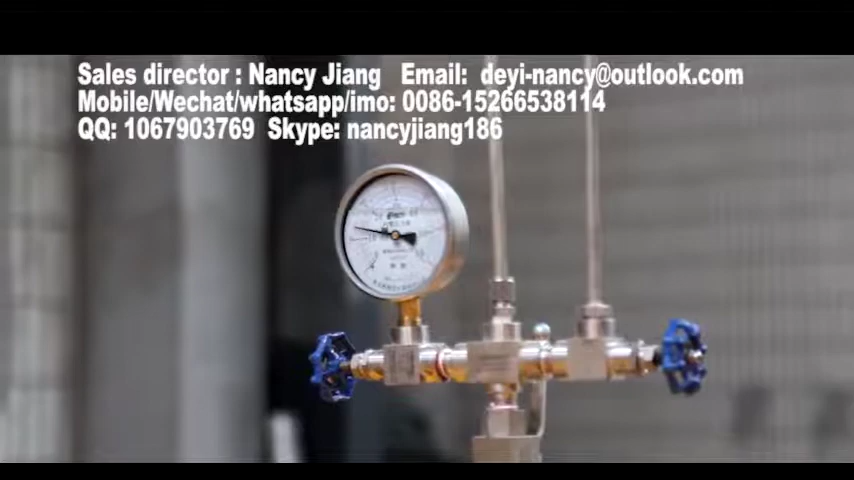 Sales director : Nancy Jiang   Email:  deyi-nancy@outlook.com
Mobile/Wechat/whatsapp/imo: 0086-15266538114
QQ: 1067903769  Skype: nancyjiang186